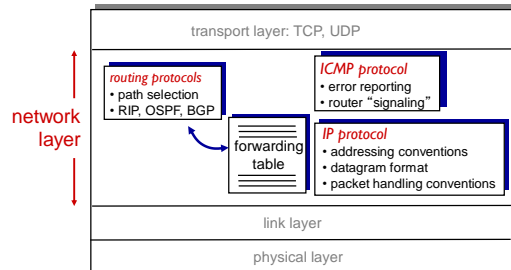 transport layer: TCP, UDP
network
layer
routing protocols
• path selection
• RIP, OSPF, BGP
forwarding
table
ICMP protocol
• error reporting
• router “signaling”
IP protocol
• addressing conventions
• datagram format
• packet handling conventions
link layer
physical layer